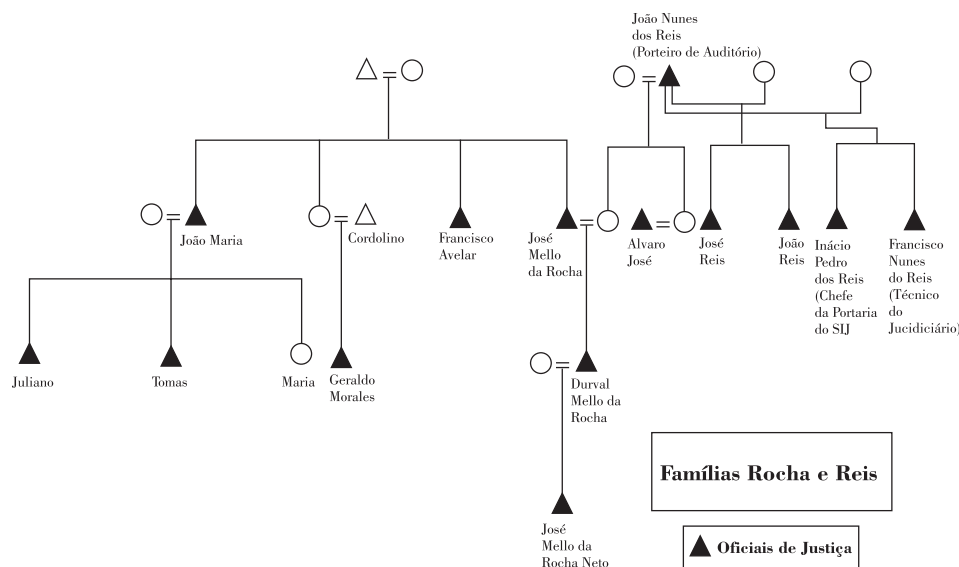 João Nunes
dos Reis
(Porteiro de Auditório)
João Maria
Cordolino
Francisco
Avelar
José
Mello
da Rocha
Alvaro
José
José
Reis
João
Reis
Inácio
Pedro
dos Reis
(Chefe
da Portaria
do SIJ
Francisco
Nunes
do Reis
(Técnico
do
Jucidiciário)
Juliano
Tomas
Maria
Geraldo
Morales
Durval
Mello da
Rocha
José
Mello da
Rocha Neto
Famílias Rocha e Reis
Oficiais de Justiça